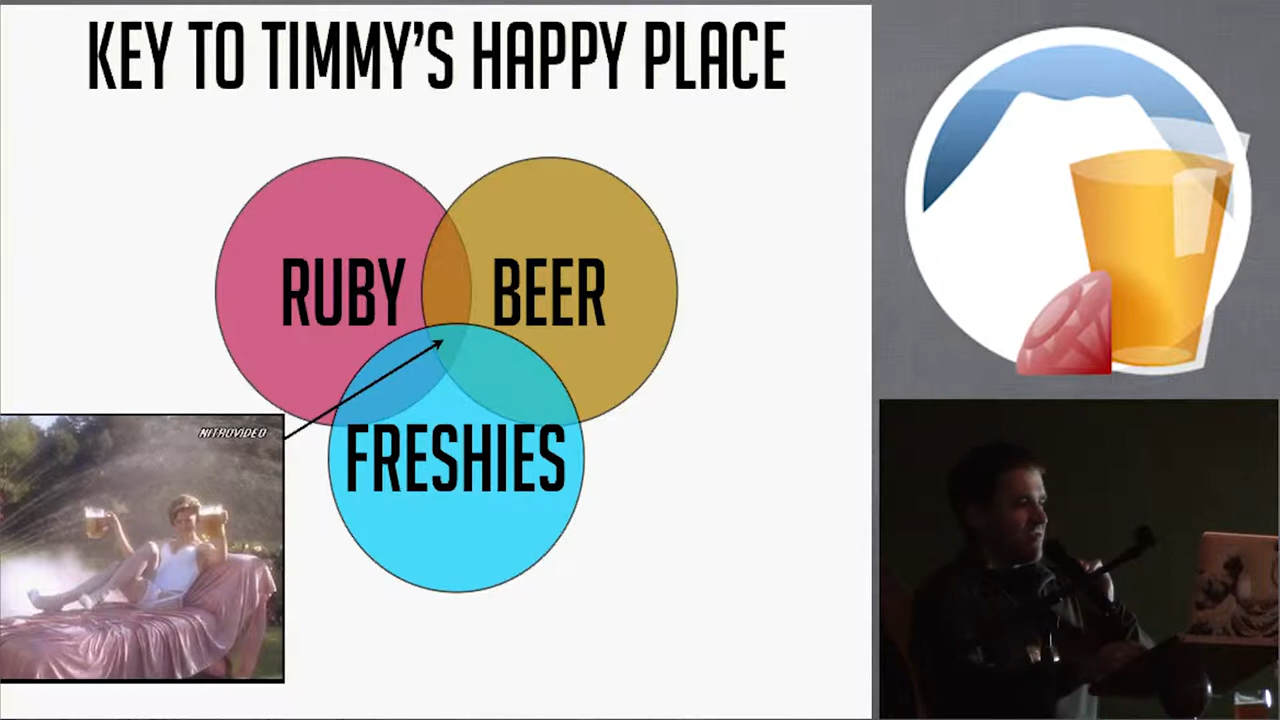 KEY TO TIMMY'S HAPPY PLACE
RUBY
BEER
FRESHIES
NITROVIDEO